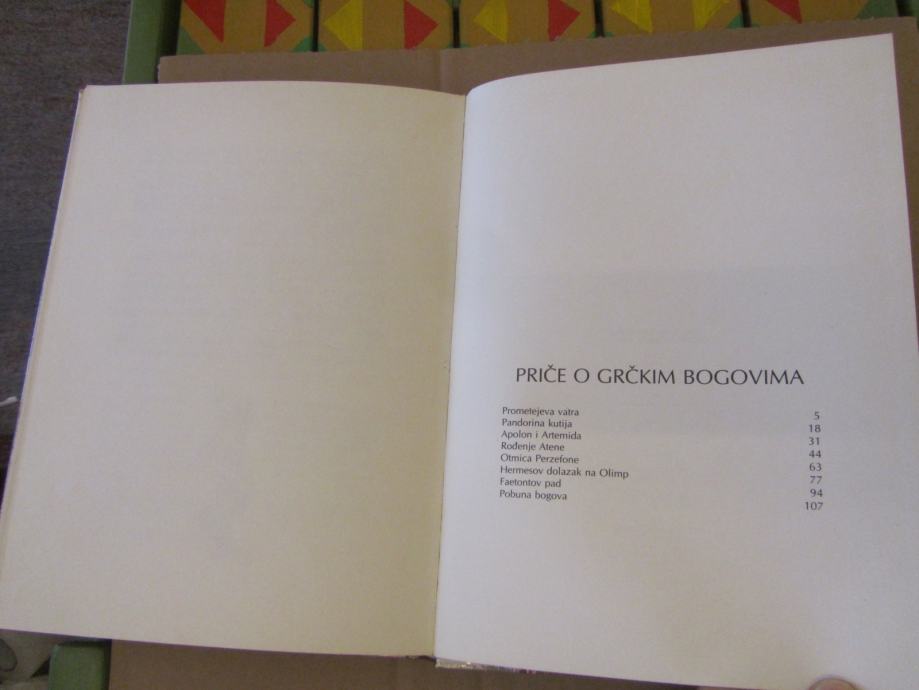 PRIČE O GRČKIM BOGOVIMA
Prometejeva vatra 5
Pandorina kutija 18
Apolon i Artemida 31
Rođenje Atene 44
Otmica Perzefone 63
Hermesov dolazak na Olimp 77
Faetontov pad 94
Pobuna bogova 107